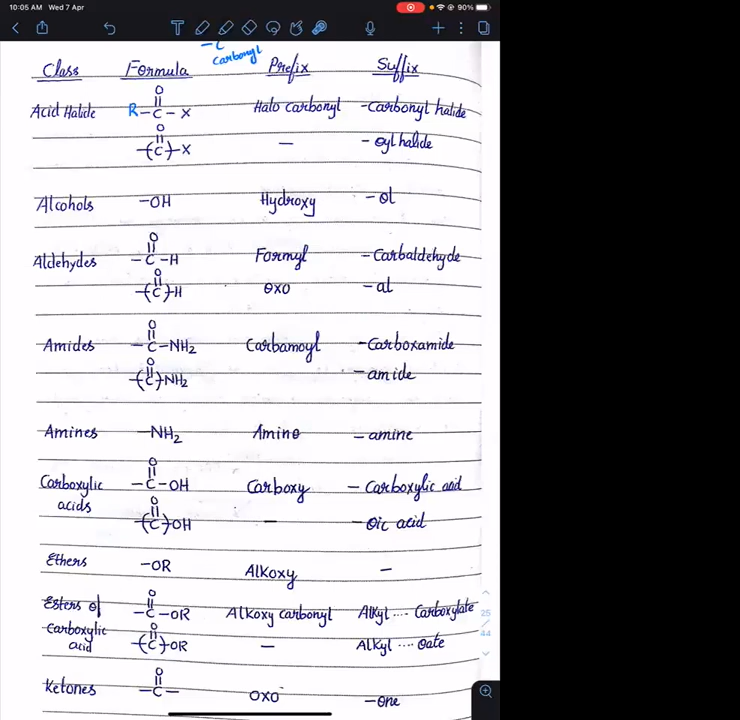 10:05 AM Wed 7 Apr
90%
-C
carbonyl
Class Formula Prefix Suffix
O
Acid Halide R-C-X Halo carbonyl -carbonyl halide
O
-(C)-X — -oyl halide
Alcohols -OH Hydroxy -ol
O
Aldehydes -C-H Formyl -Carbaldehyde
O
-(C)-H oxo -al
O
Amides -C-NH₂ Carbamoyl -Carboxamide
O
-(C)-NH₂ -amide
Amines -NH₂ Amino -amine
O
Carboxylic -C-OH Carboxy -Carboxylic acid
acids O
-(C)-OH — -oic acid
Ethers -OR Alkoxy —
O
Esters of -C-OR Alkoxy carbonyl Alkyl .... Carboxylate
carboxylic O
acid -(C)-OR — Alkyl .... oate
O
Ketones -C- oxo -one
25
44